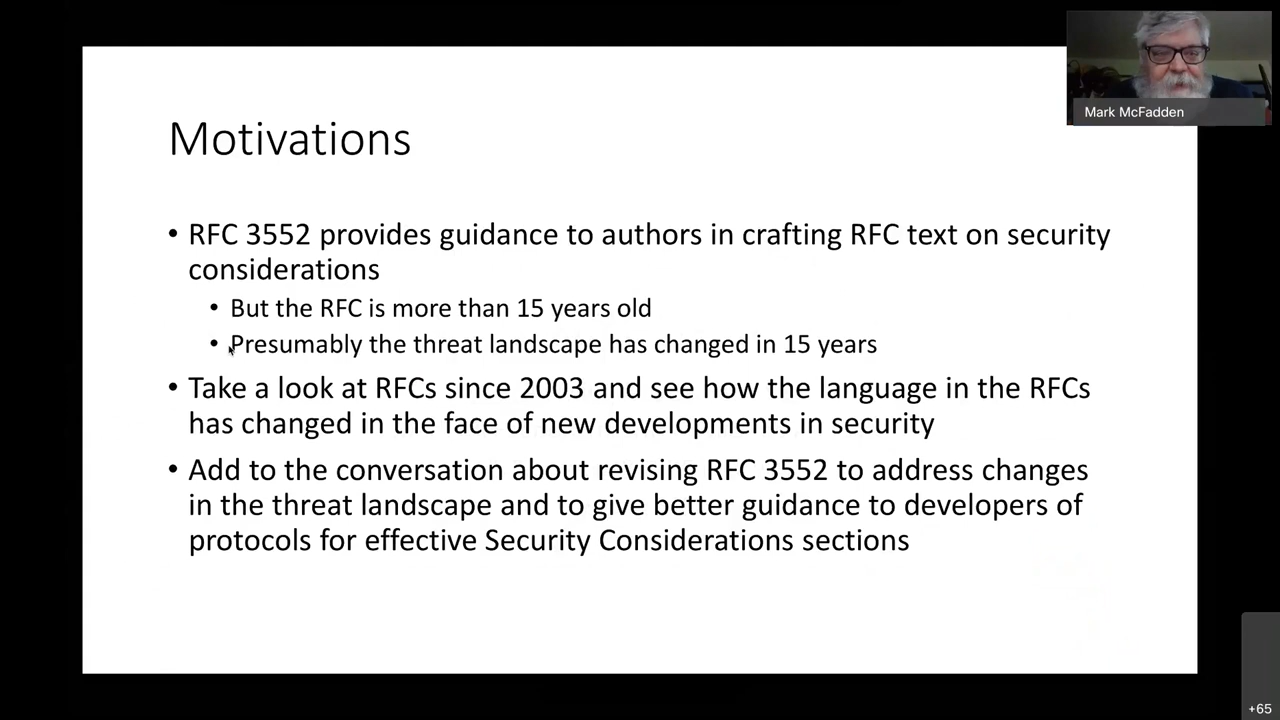 Mark McFadden
Motivations
• RFC 3552 provides guidance to authors in crafting RFC text on security
considerations
• But the RFC is more than 15 years old
• Presumably the threat landscape has changed in 15 years
• Take a look at RFCs since 2003 and see how the language in the RFCs
has changed in the face of new developments in security
• Add to the conversation about revising RFC 3552 to address changes
in the threat landscape and to give better guidance to developers of
protocols for effective Security Considerations sections
+65